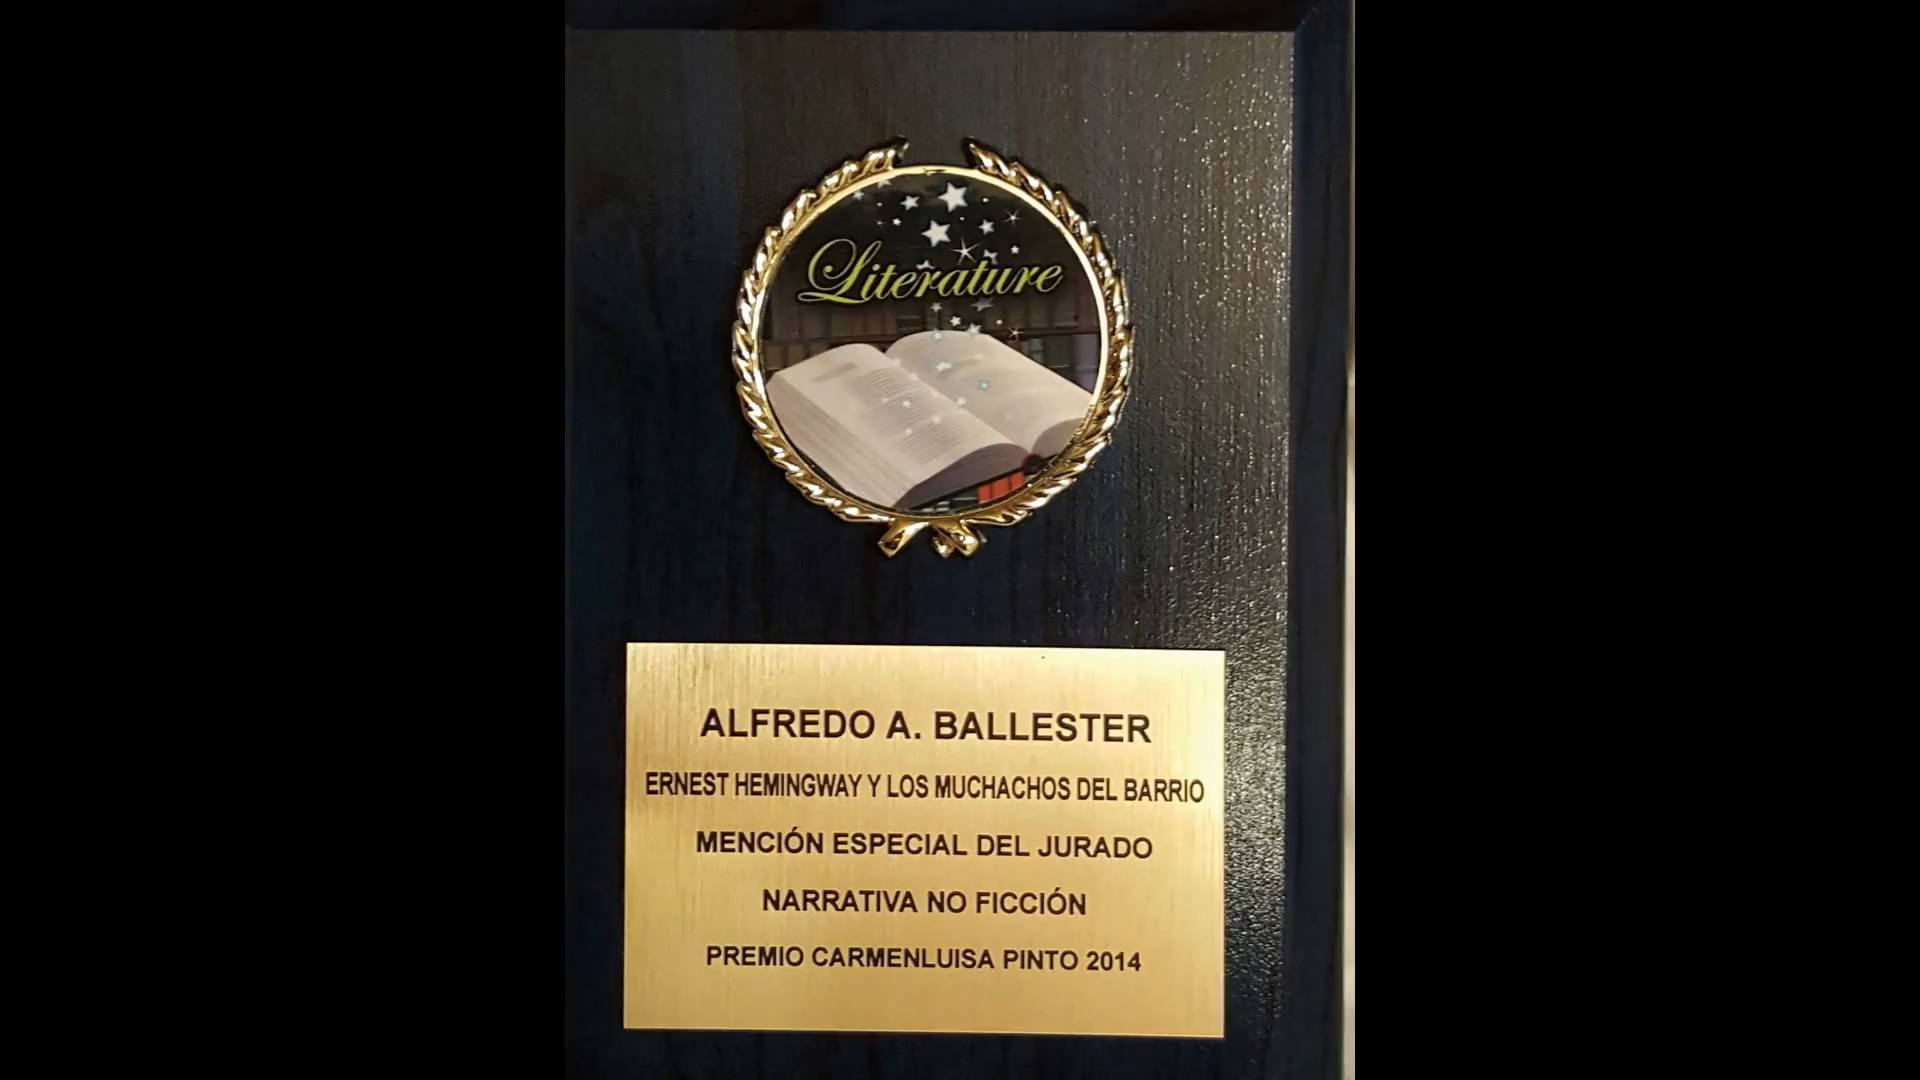 Literature
ALFREDO A. BALLESTER
ERNEST HEMINGWAY Y LOS MUCHACHOS DEL BARRIO
MENCIÓN ESPECIAL DEL JURADO
NARRATIVA NO FICCIÓN
PREMIO CARMENLUISA PINTO 2014